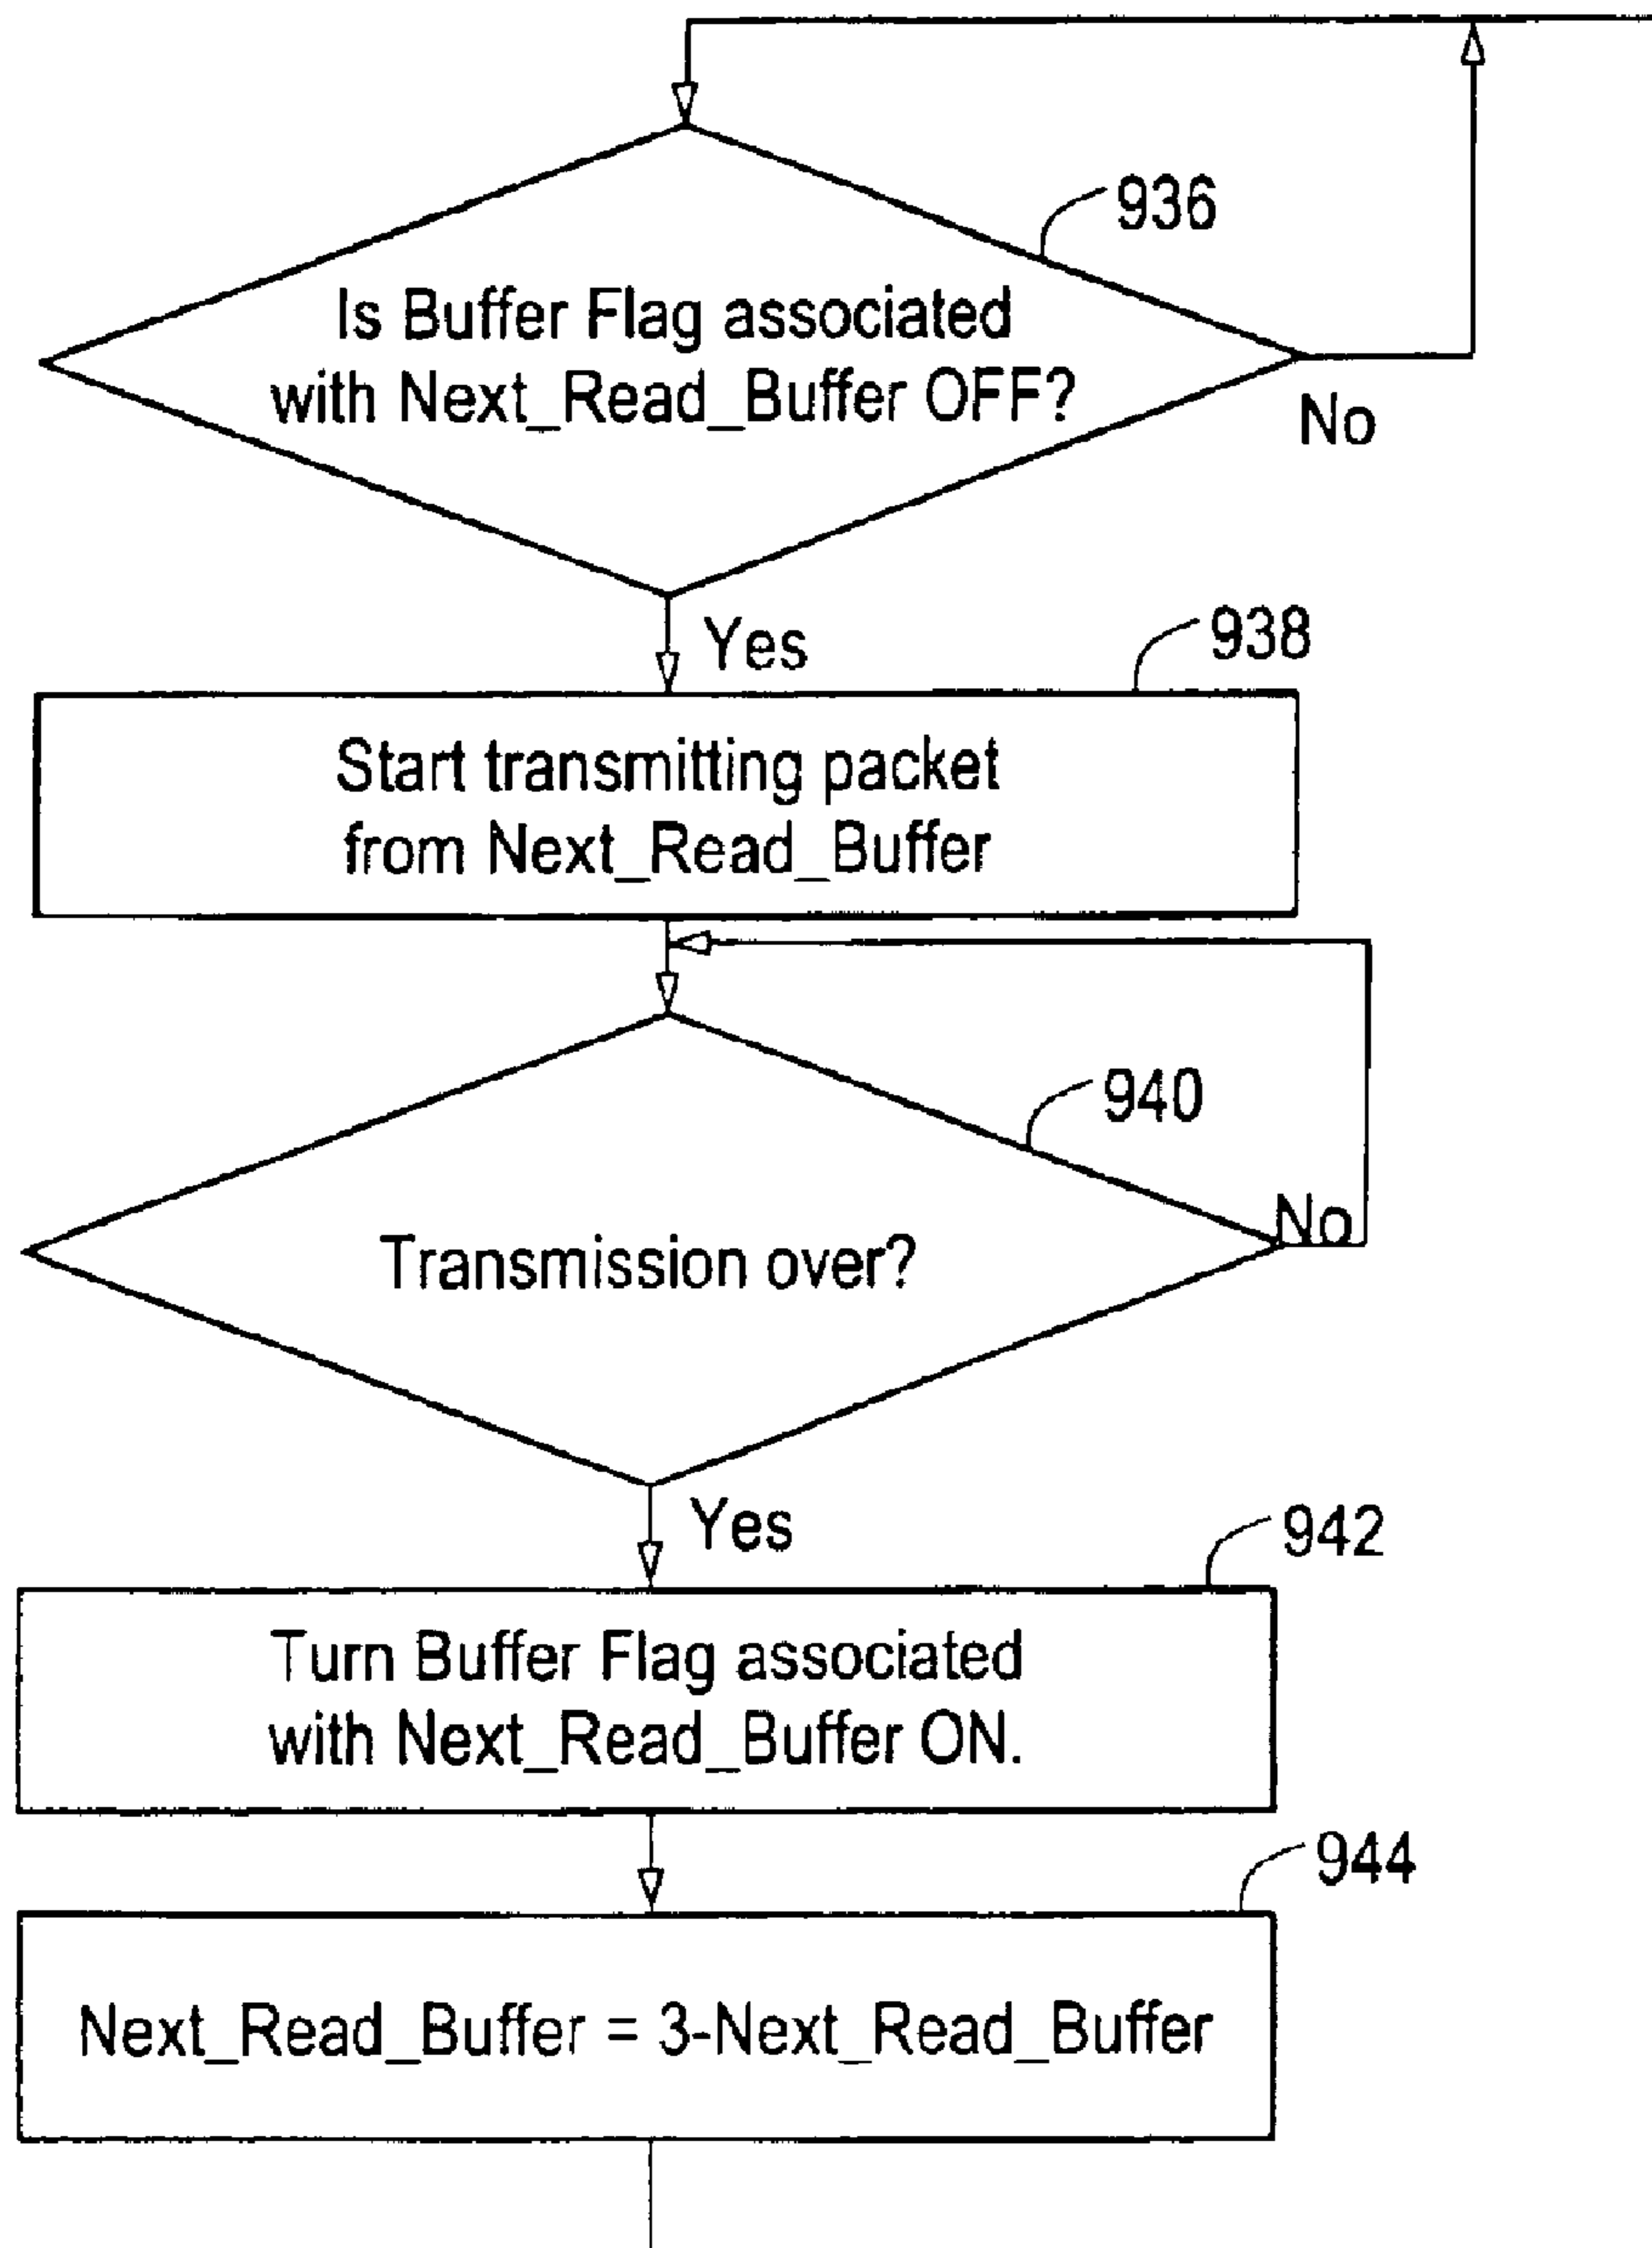 936
Is Buffer Flag associated
with Next_Read_Buffer OFF?
No
Yes
938
Start transmitting packet
from Next_Read_Buffer
940
Transmission over?
No
Yes
942
Turn Buffer Flag associated
with Next_Read_Buffer ON.
944
Next_Read_Buffer = 3-Next_Read_Buffer